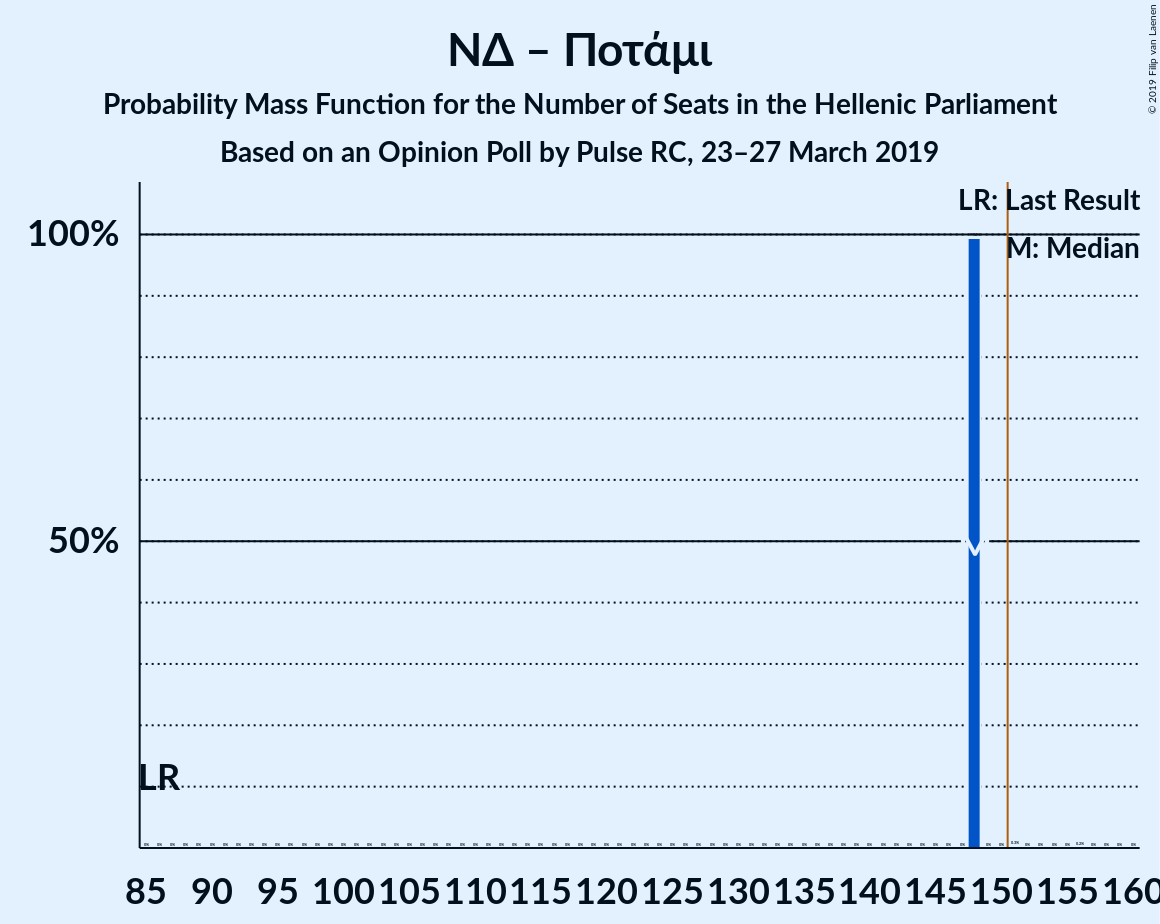 ΝΔ – Ποτάμι
Probability Mass Function for the Number of Seats in the Hellenic Parliament
Based on an Opinion Poll by Pulse RC, 23–27 March 2019
© 2019 Filip van Laenen
LR: Last Result
M: Median
100%
50%
LR
85 90 95 100 105 110 115 120 125 130 135 140 145 150 155 160